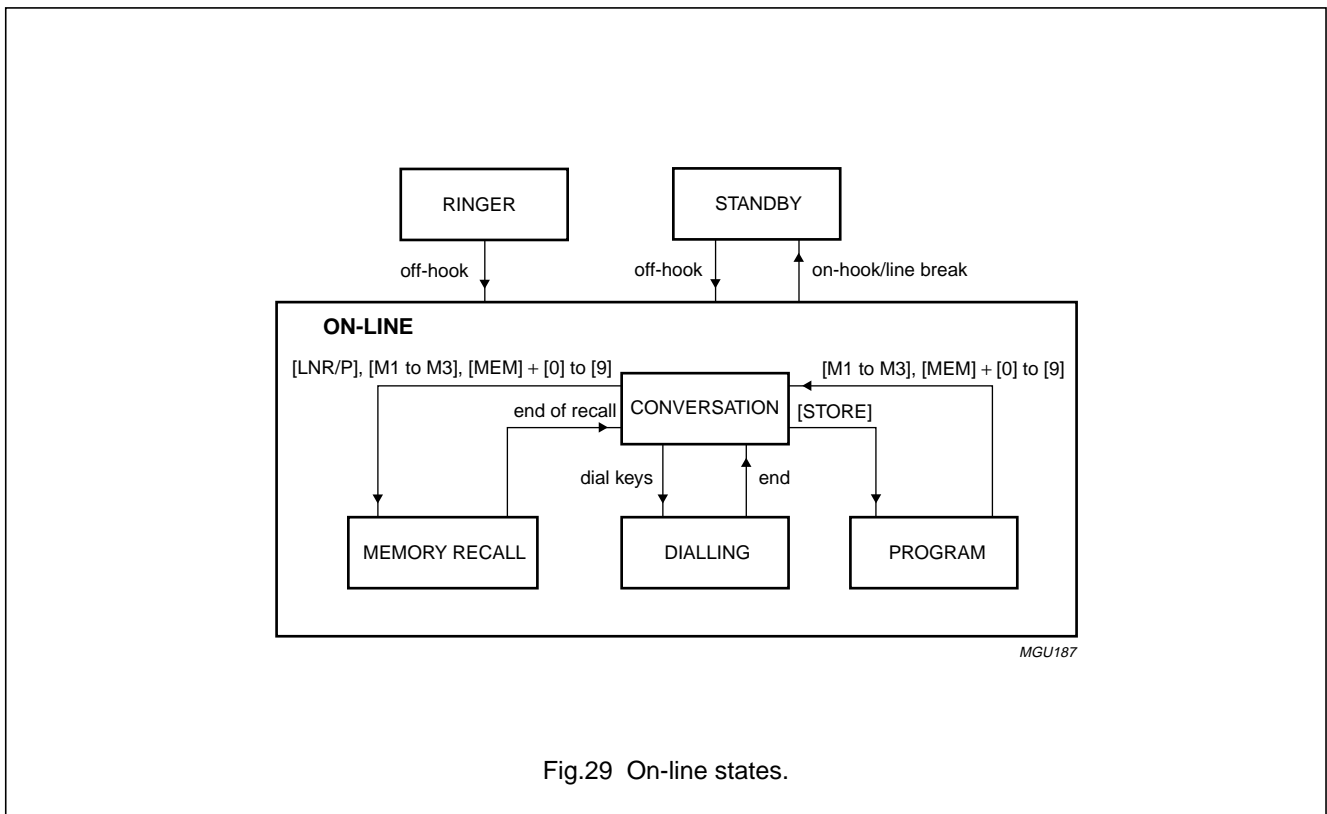 RINGER
STANDBY
off-hook
off-hook
on-hook/line break
ON-LINE
[LNR/P], [M1 to M3], [MEM] + [0] to [9]
[M1 to M3], [MEM] + [0] to [9]
end of recall
CONVERSATION
[STORE]
dial keys
end
MEMORY RECALL
DIALLING
PROGRAM
MGU187
Fig.29 On-line states.